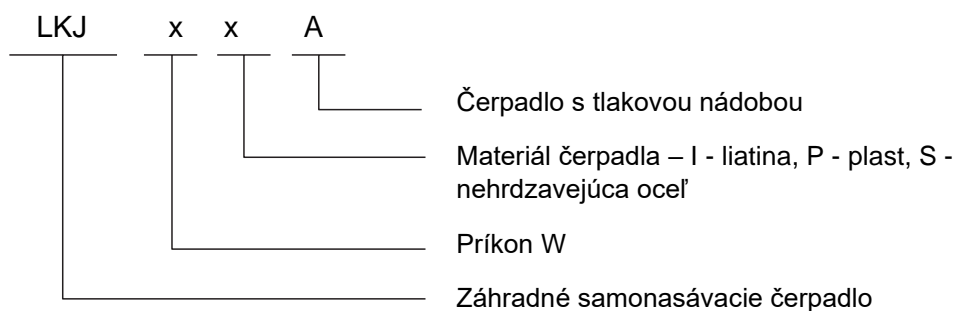 LKJ x x A
Čerpadlo s tlakovou nádobou
Materiál čerpadla – I - liatina, P - plast, S -
nehrdzavejúca oceľ
Príkon W
Záhradné samonasávacie čerpadlo